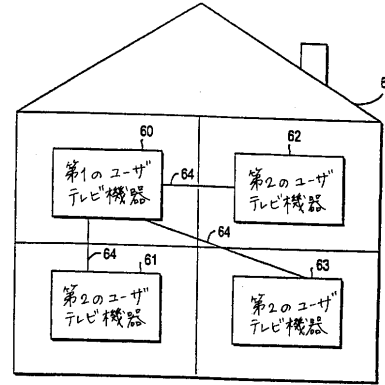 6
60
62
第1のユーザ
テレビ機器
64
第2のユーザ
テレビ機器
64
64
61
63
第2のユーザ
テレビ機器
第2のユーザ
テレビ機器